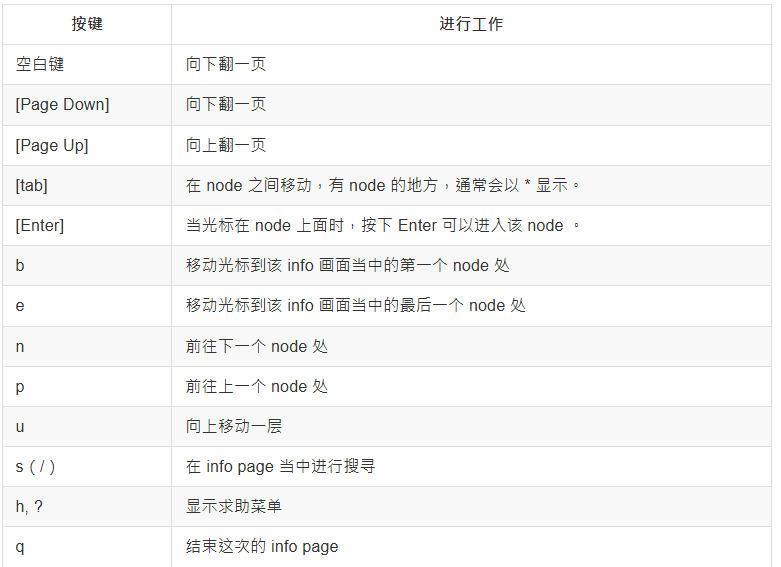 按键 进行工作
空白键 向下翻一页
[Page Down] 向下翻一页
[Page Up] 向上翻一页
[tab] 在 node 之间移动，有 node 的地方，通常会以 * 显示。
[Enter] 当光标在 node 上面时，按下 Enter 可以进入该 node 。
b 移动光标到该 info 画面当中的第一个 node 处
e 移动光标到该 info 画面当中的最后一个 node 处
n 前往下一个 node 处
p 前往上一个 node 处
u 向上移动一层
s ( / ) 在 info page 当中进行搜寻
h, ? 显示求助菜单
q 结束这次的 info page